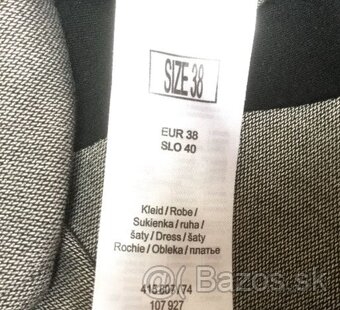 SIZE 38
EUR 38
SLO 40
Kleid / Robe /
Sukienka / ruha /
šaty / Dress / šaty
Rochie / Obleka / платье
413 807 / 74
107 927
Bazos.sk